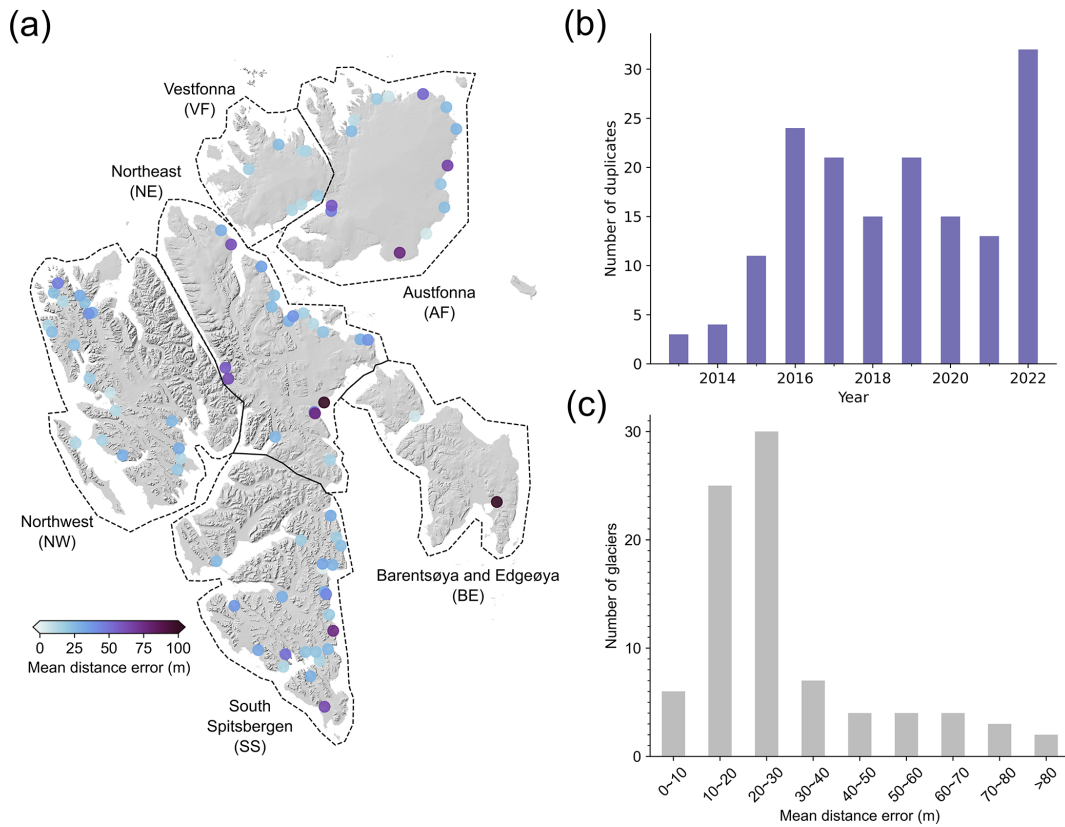 (a)
Vestfonna
(VF)
Northeast
(NE)
Austfonna
(AF)
Northwest
(NW)
Barentsøya and Edgeøya
(BE)
South
Spitsbergen
(SS)
0 25 50 75 100
Mean distance error (m)
(b)
Number of duplicates
30
25
20
15
10
5
0
2014 2016 2018 2020 2022
Year
(c)
Number of glaciers
30
20
10
0
0~10 10~20 20~30 30~40 40~50 50~60 60~70 70~80 >80
Mean distance error (m)